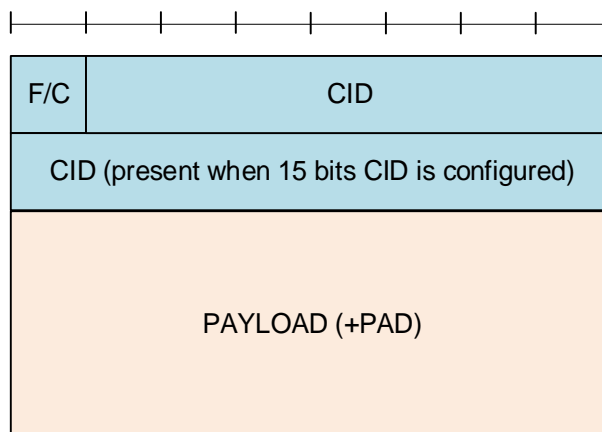 F/C CID
CID (present when 15 bits CID is configured)
PAYLOAD (+PAD)